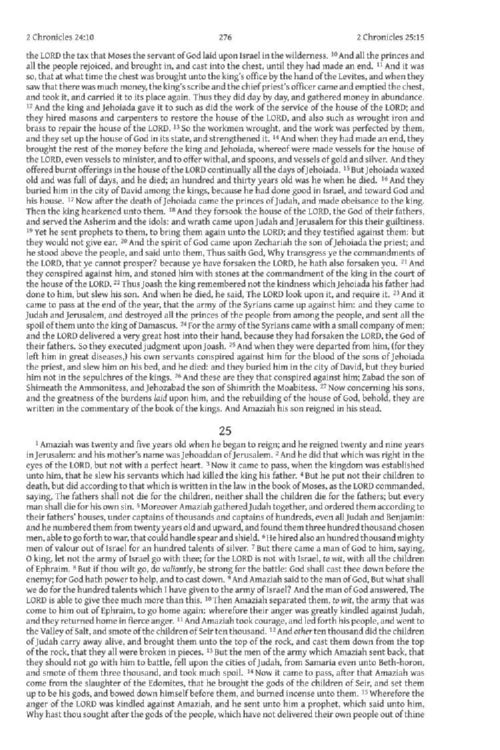 2 Chronicles 24:10 276 2 Chronicles 25:15
the LORD the tax that Moses the servant of God laid upon Israel in the wilderness. 10 And all the princes and
all the people rejoiced, and brought in, and cast into the chest, until they had made an end. 11 And it was
so, that at what time the chest was brought unto the king's office by the hand of the Levites, and when they
saw that there was much money, the king's scribe and the chief priest's officer came and emptied the chest,
and took it, and carried it to its place again. Thus they did day by day, and gathered money in abundance.
12 And the king and Jehoiada gave it to such as did the work of the service of the house of the LORD; and
they hired masons and carpenters to restore the house of the LORD, and also such as wrought iron and
brass to repair the house of the LORD. 13 So the workmen wrought, and the work was perfected by them,
and they set up the house of God in its state, and strengthened it. 14 And when they had made an end, they
brought the rest of the money before the king and Jehoiada, whereof were made vessels for the house of
the LORD, even vessels to minister, and to offer withal, and spoons, and vessels of gold and silver. And they
offered burnt offerings in the house of the LORD continually all the days of Jehoiada. 15 But Jehoiada waxed
old and was full of days, and he died; an hundred and thirty years old was he when he died. 16 And they
buried him in the city of David among the kings, because he had done good in Israel, and toward God and
his house. 17 Now after the death of Jehoiada came the princes of Judah, and made obeisance to the king.
Then the king hearkened unto them. 18 And they forsook the house of the LORD, the God of their fathers,
and served the Asherim and the idols: and wrath came upon Judah and Jerusalem for this their guiltiness.
19 Yet he sent prophets to them, to bring them again unto the LORD; and they testified against them: but
they would not give ear. 20 And the spirit of God came upon Zechariah the son of Jehoiada the priest; and
he stood above the people, and said unto them, Thus saith God, Why transgress ye the commandments of
the LORD, that ye cannot prosper? because ye have forsaken the LORD, he hath also forsaken you. 21 And
they conspired against him, and stoned him with stones at the commandment of the king in the court of
the house of the LORD. 22 Thus Joash the king remembered not the kindness which Jehoiada his father had
done to him, but slew his son. And when he died, he said, The LORD look upon it, and require it. 23 And it
came to pass at the end of the year, that the army of the Syrians came up against him: and they came to
Judah and Jerusalem, and destroyed all the princes of the people from among the people, and sent all the
spoil of them unto the king of Damascus. 24 For the army of the Syrians came with a small company of men;
and the LORD delivered a very great host into their hand, because they had forsaken the LORD, the God of
their fathers. So they executed judgment upon Joash. 25 And when they were departed from him, (for they
left him in great diseases,) his own servants conspired against him for the blood of the sons of Jehoiada
the priest, and slew him on his bed, and he died: and they buried him in the city of David, but they buried
him not in the sepulchres of the kings. 26 And these are they that conspired against him; Zabad the son of
Shimeath the Ammonitess, and Jehozabad the son of Shimrith the Moabitess. 27 Now concerning his sons,
and the greatness of the burdens laid upon him, and the rebuilding of the house of God, behold, they are
written in the commentary of the book of the kings. And Amaziah his son reigned in his stead.
25
1 Amaziah was twenty and five years old when he began to reign; and he reigned twenty and nine years
in Jerusalem: and his mother's name was Jehoaddan of Jerusalem. 2 And he did that which was right in the
eyes of the LORD, but not with a perfect heart. 3 Now it came to pass, when the kingdom was established
unto him, that he slew his servants which had killed the king his father. 4 But he put not their children to
death, but did according to that which is written in the law in the book of Moses, as the LORD commanded,
saying, The fathers shall not die for the children, neither shall the children die for the fathers; but every
man shall die for his own sin. 5 Moreover Amaziah gathered Judah together, and ordered them according to
their fathers' houses, under captains of thousands and captains of hundreds, even all Judah and Benjamin:
and he numbered them from twenty years old and upward, and found them three hundred thousand chosen
men, able to go forth to war, that could handle spear and shield. 6 He hired also an hundred thousand mighty
men of valour out of Israel for an hundred talents of silver. 7 But there came a man of God to him, saying,
O king, let not the army of Israel go with thee; for the LORD is not with Israel, to wit, with all the children
of Ephraim. 8 But if thou wilt go, do valiantly, be strong for the battle: God shall cast thee down before the
enemy; for God hath power to help, and to cast down. 9 And Amaziah said to the man of God, But what shall
we do for the hundred talents which I have given to the army of Israel? And the man of God answered, The
LORD is able to give thee much more than this. 10 Then Amaziah separated them, to wit, the army that was
come to him out of Ephraim, to go home again: wherefore their anger was greatly kindled against Judah,
and they returned home in fierce anger. 11 And Amaziah took courage, and led forth his people, and went to
the Valley of Salt, and smote of the children of Seir ten thousand. 12 And other ten thousand did the children
of Judah carry away alive, and brought them unto the top of the rock, and cast them down from the top
of the rock, that they all were broken in pieces. 13 But the men of the army which Amaziah sent back, that
they should not go with him to battle, fell upon the cities of Judah, from Samaria even unto Beth-horon,
and smote of them three thousand, and took much spoil. 14 Now it came to pass, after that Amaziah was
come from the slaughter of the Edomites, that he brought the gods of the children of Seir, and set them
up to be his gods, and bowed down himself before them, and burned incense unto them. 15 Wherefore the
anger of the LORD was kindled against Amaziah, and he sent unto him a prophet, which said unto him,
Why hast thou sought after the gods of the people, which have not delivered their own people out of thine